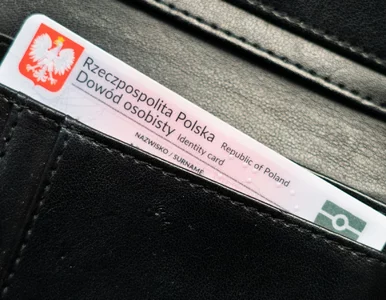 Rzeczpospolita Polska Republic of Poland
Dowód osobisty Identity card
NAZWISKO / SURNAME